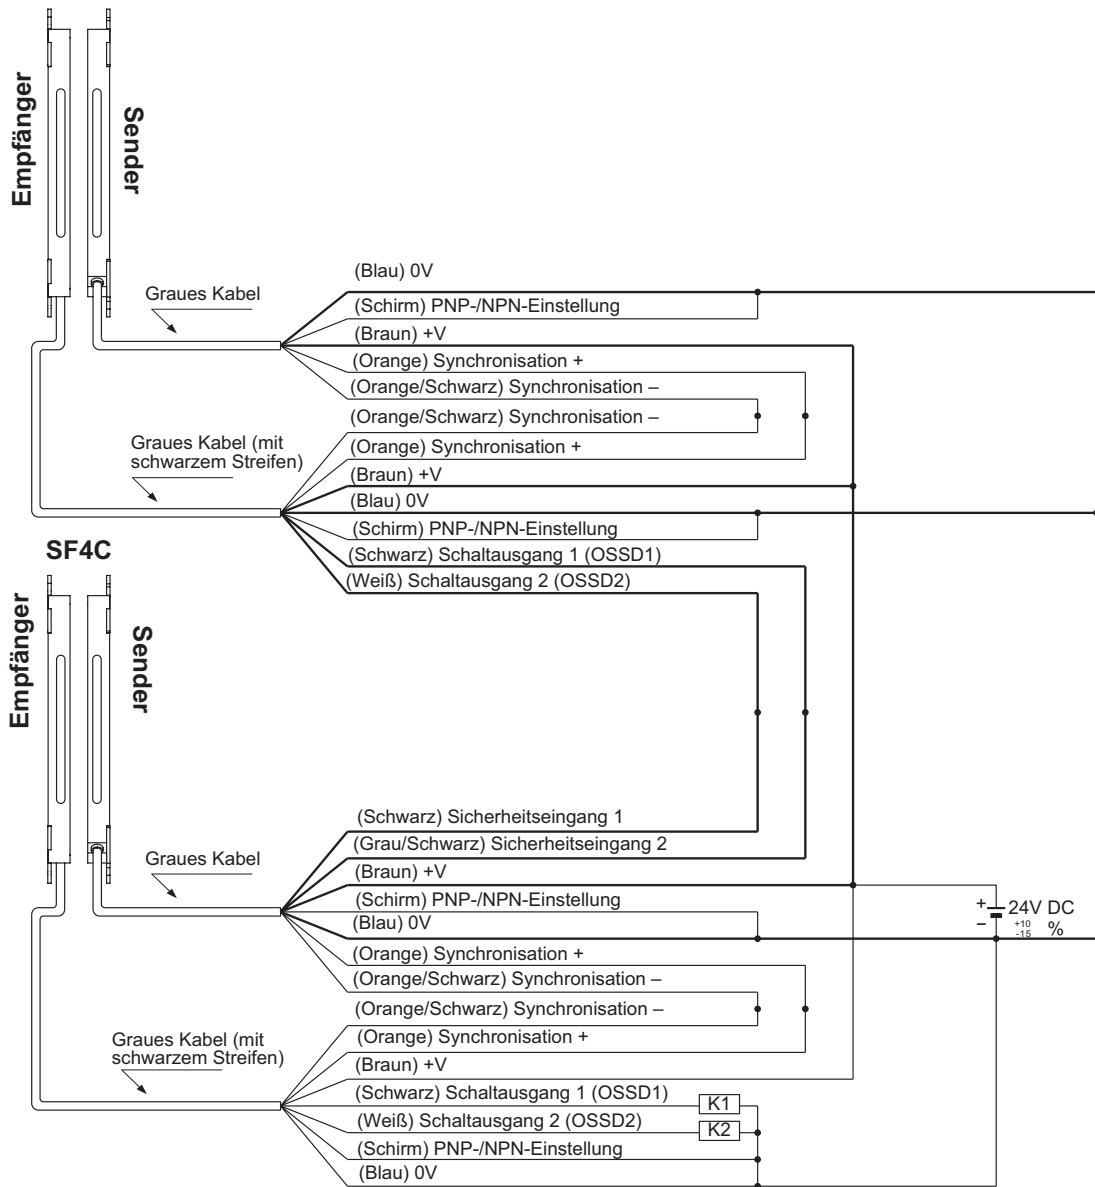 Empfänger
Sender
(Blau) 0V
Graues Kabel
(Schirm) PNP-/NPN-Einstellung
(Braun) +V
(Orange) Synchronisation +
(Orange/Schwarz) Synchronisation –
(Orange/Schwarz) Synchronisation –
Graues Kabel (mit
schwarzem Streifen)
(Orange) Synchronisation +
(Braun) +V
(Blau) 0V
(Schirm) PNP-/NPN-Einstellung
SF4C
(Schwarz) Schaltausgang 1 (OSSD1)
(Weiß) Schaltausgang 2 (OSSD2)
Empfänger
Sender
(Schwarz) Sicherheitseingang 1
(Grau/Schwarz) Sicherheitseingang 2
Graues Kabel
(Braun) +V
(Schirm) PNP-/NPN-Einstellung
+ 24V DC
– +10 -15 %
(Blau) 0V
(Orange) Synchronisation +
(Orange/Schwarz) Synchronisation –
(Orange/Schwarz) Synchronisation –
Graues Kabel (mit
schwarzem Streifen)
(Orange) Synchronisation +
(Braun) +V
(Schwarz) Schaltausgang 1 (OSSD1)
K1
(Weiß) Schaltausgang 2 (OSSD2)
K2
(Schirm) PNP-/NPN-Einstellung
(Blau) 0V